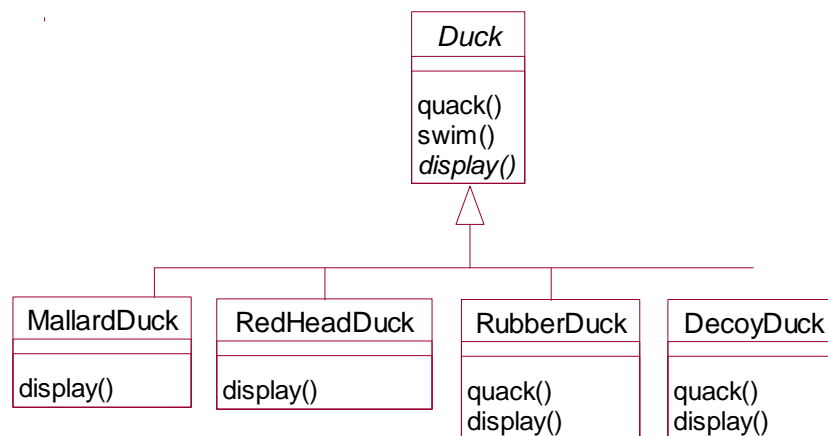 Duck
quack()
swim()
display()
MallardDuck
display()
RedHeadDuck
display()
RubberDuck
quack()
display()
DecoyDuck
quack()
display()